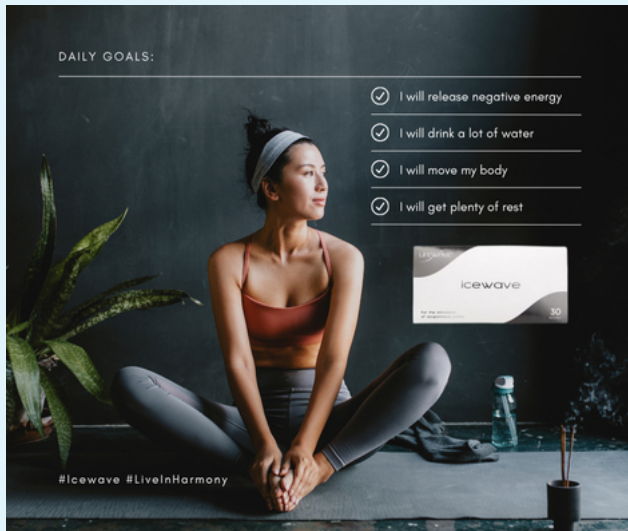 DAILY GOALS:
I will release negative energy
I will drink a lot of water
I will move my body
I will get plenty of rest
icewave
30
#Icewave #LiveInHarmony